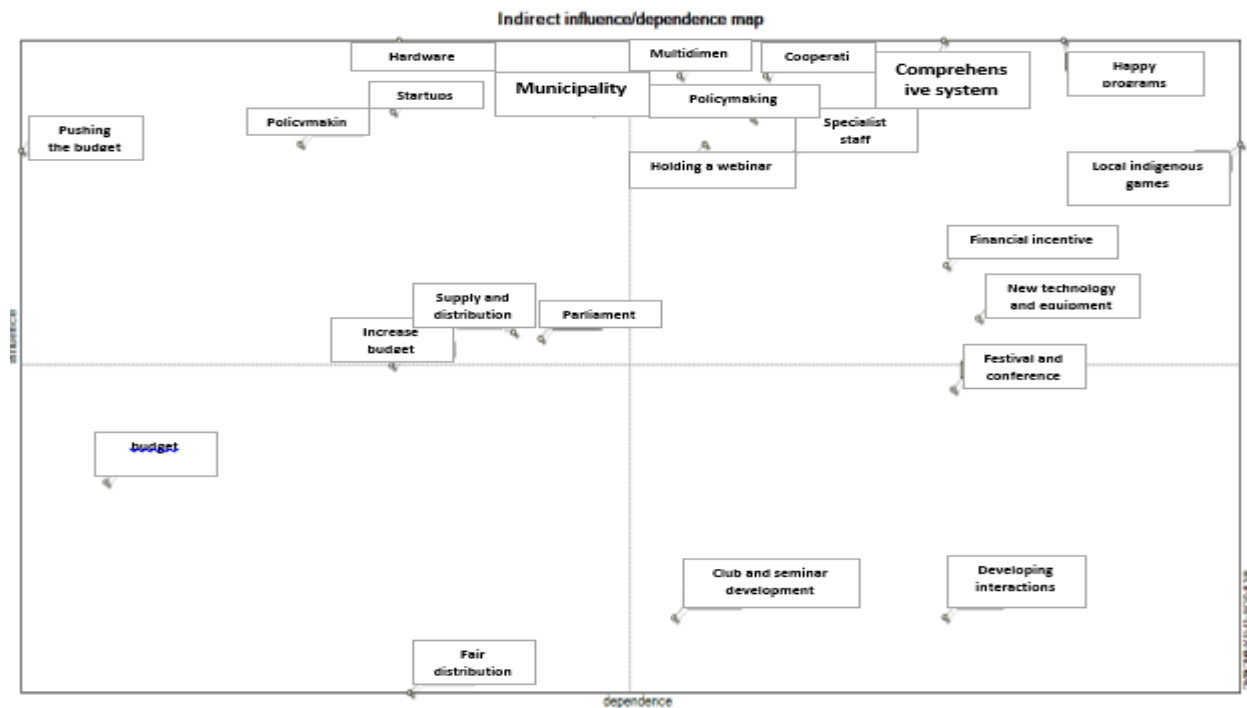 Indirect influence/dependence map
Hardware
Multidimen
Cooperati
Comprehens
ive system
Happy
programs
Startups
Municipality
Policymaking
Pushing
the budget
Policymakin
Specialist
staff
Holding a webinar
Local indigenous
games
Financial incentive
New technology
and equipment
Supply and
distribution
Parliament
Increase
budget
Festival and
conference
budget
Club and seminar
development
Developing
interactions
Fair
distribution
influence
dependence